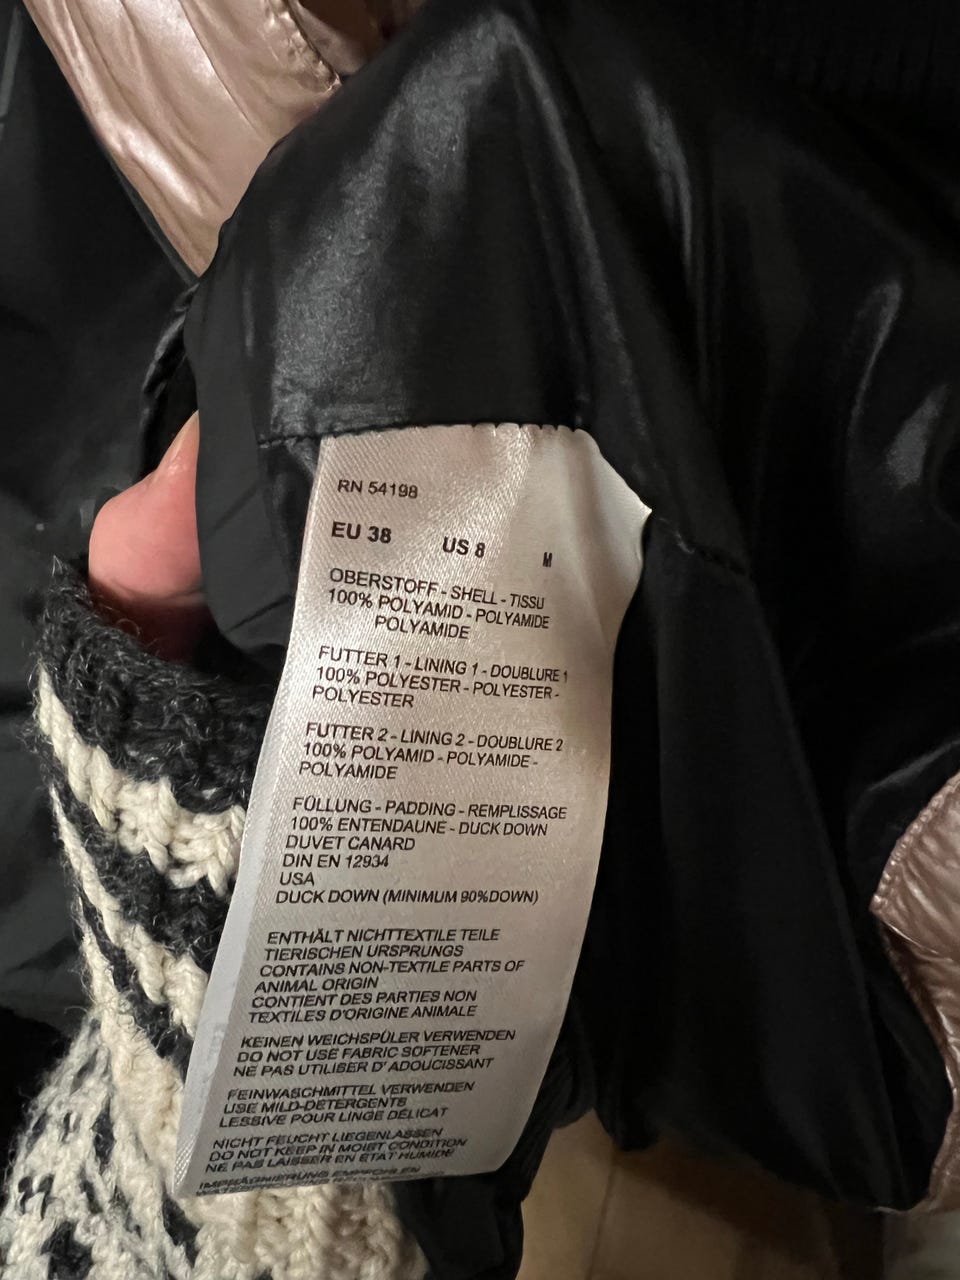 RN 54198
EU 38 US 8 M
OBERSTOFF - SHELL - TISSU
100% POLYAMID - POLYAMIDE
POLYAMIDE
FUTTER 1 - LINING 1 - DOUBLURE 1
100% POLYESTER - POLYESTER -
POLYESTER
FUTTER 2 - LINING 2 - DOUBLURE 2
100% POLYAMID - POLYAMIDE -
POLYAMIDE
FÜLLUNG - PADDING - REMPLISSAGE
100% ENTENDAUNE - DUCK DOWN
DUVET CANARD
DIN EN 12934
USA
DUCK DOWN (MINIMUM 90%DOWN)
ENTHÄLT NICHTTEXTILE TEILE
TIERISCHEN URSPRUNGS
CONTAINS NON-TEXTILE PARTS OF
ANIMAL ORIGIN
CONTIENT DES PARTIES NON
TEXTILES D'ORIGINE ANIMALE
KEINEN WEICHSPÜLER VERWENDEN
DO NOT USE FABRIC SOFTENER
NE PAS UTILISER D'ADOUCISSANT
FEINWASCHMITTEL VERWENDEN
USE MILD-DETERGENTS
LESSIVE POUR LINGE DÉLICAT
NICHT FEUCHT LIEGENLASSEN
DO NOT KEEP IN MOIST CONDITION
NE PAS LAISSER EN ETAT HUMIDE
IMPRÄGNIERUNG EMPFOHLEN